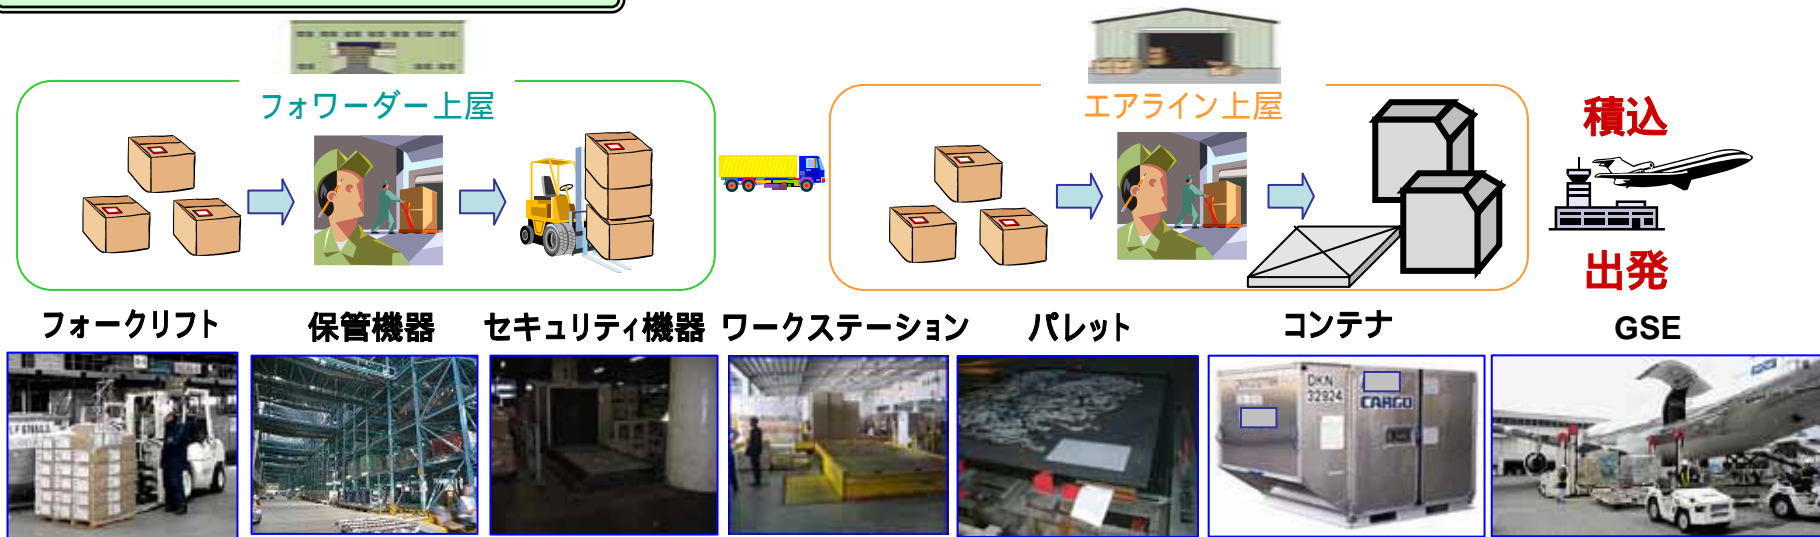 フォワーダー上屋
エアライン上屋
積込
出発
フォークリフト
保管機器
セキュリティ機器
ワークステーション
パレット
コンテナ
GSE
DKN
32924
CARGO